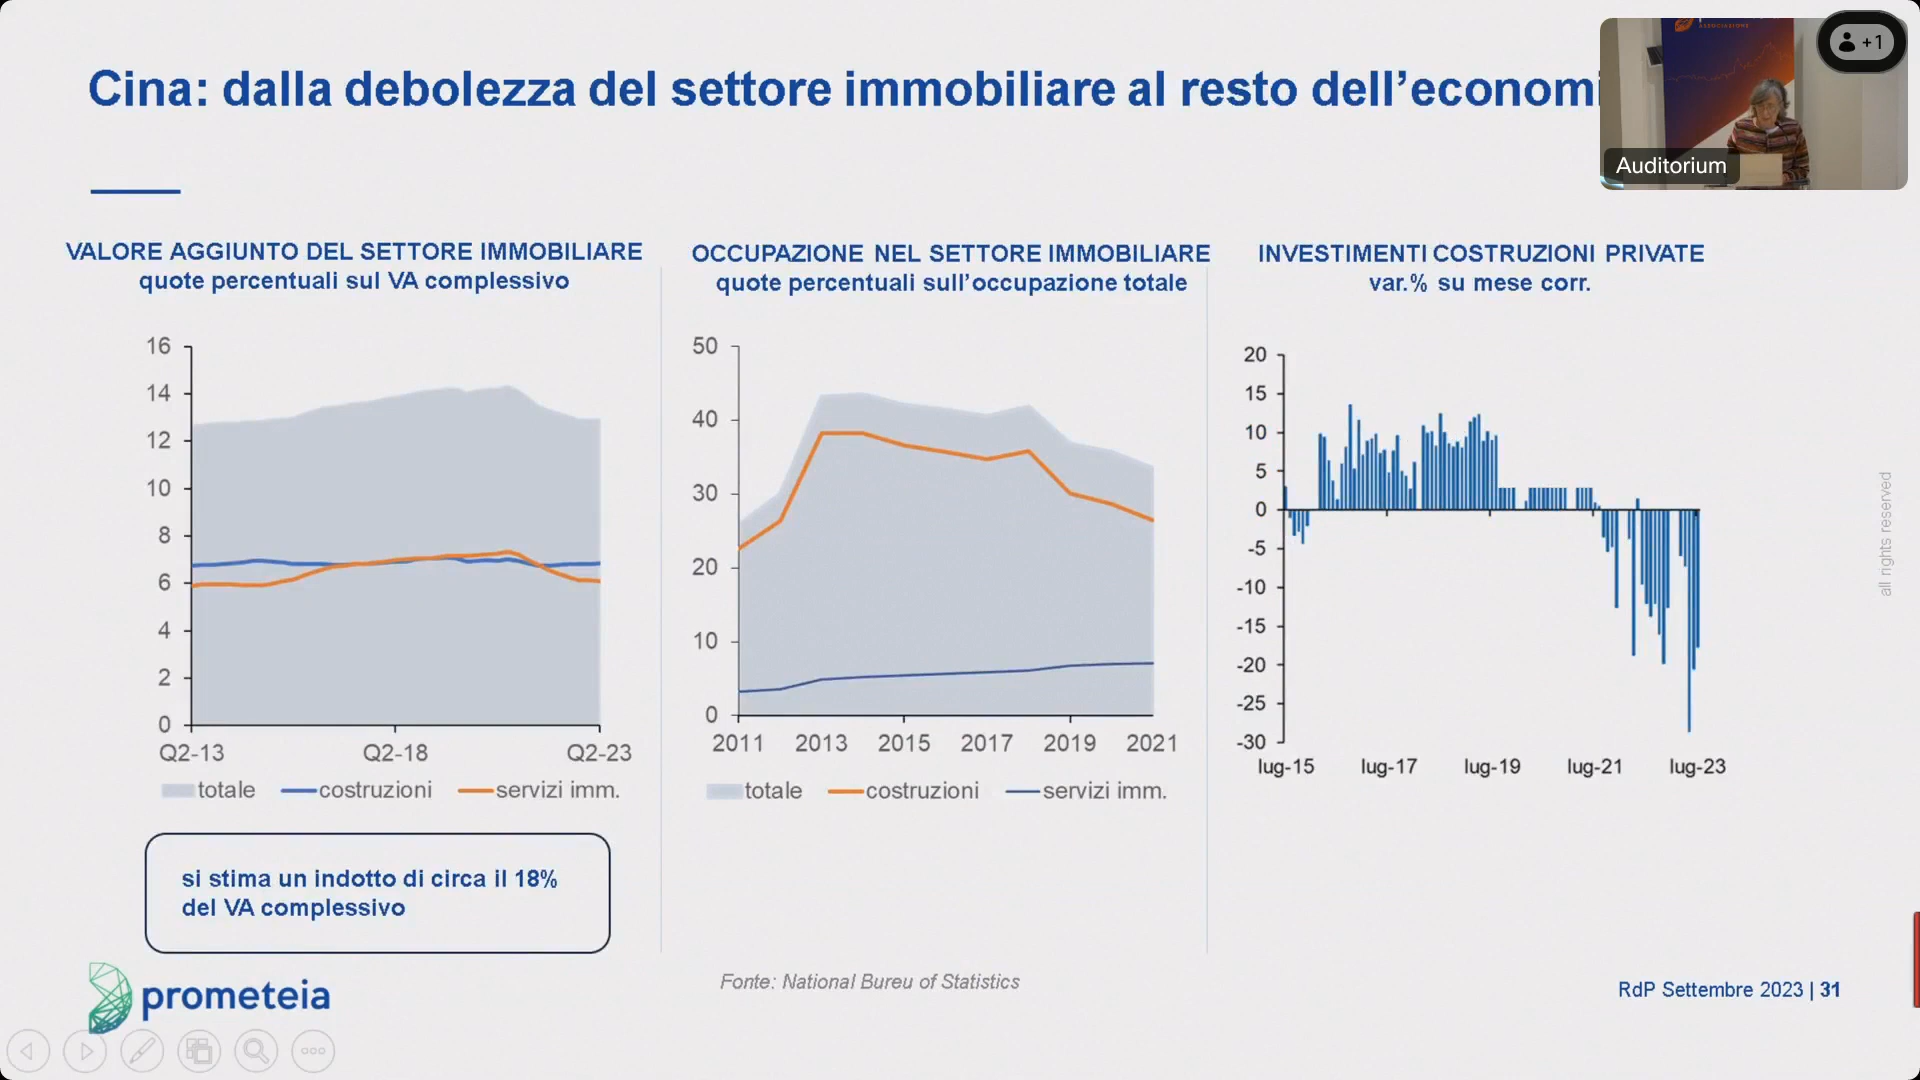 Cina: dalla debolezza del settore immobiliare al resto dell'economi
+1
ASSOCIAZIONE
Auditorium
VALORE AGGIUNTO DEL SETTORE IMMOBILIARE
quote percentuali sul VA complessivo
16
14
12
10
8
6
4
2
0
Q2-13 Q2-18 Q2-23
totale costruzioni servizi imm.
si stima un indotto di circa il 18%
del VA complessivo
OCCUPAZIONE NEL SETTORE IMMOBILIARE
quote percentuali sull'occupazione totale
50
40
30
20
10
0
2011 2013 2015 2017 2019 2021
totale costruzioni servizi imm.
INVESTIMENTI COSTRUZIONI PRIVATE
var.% su mese corr.
20
15
10
5
0
-5
-10
-15
-20
-25
-30
lug-15 lug-17 lug-19 lug-21 lug-23
all rights reserved
prometeia
Fonte: National Bureu of Statistics
RdP Settembre 2023 | 31